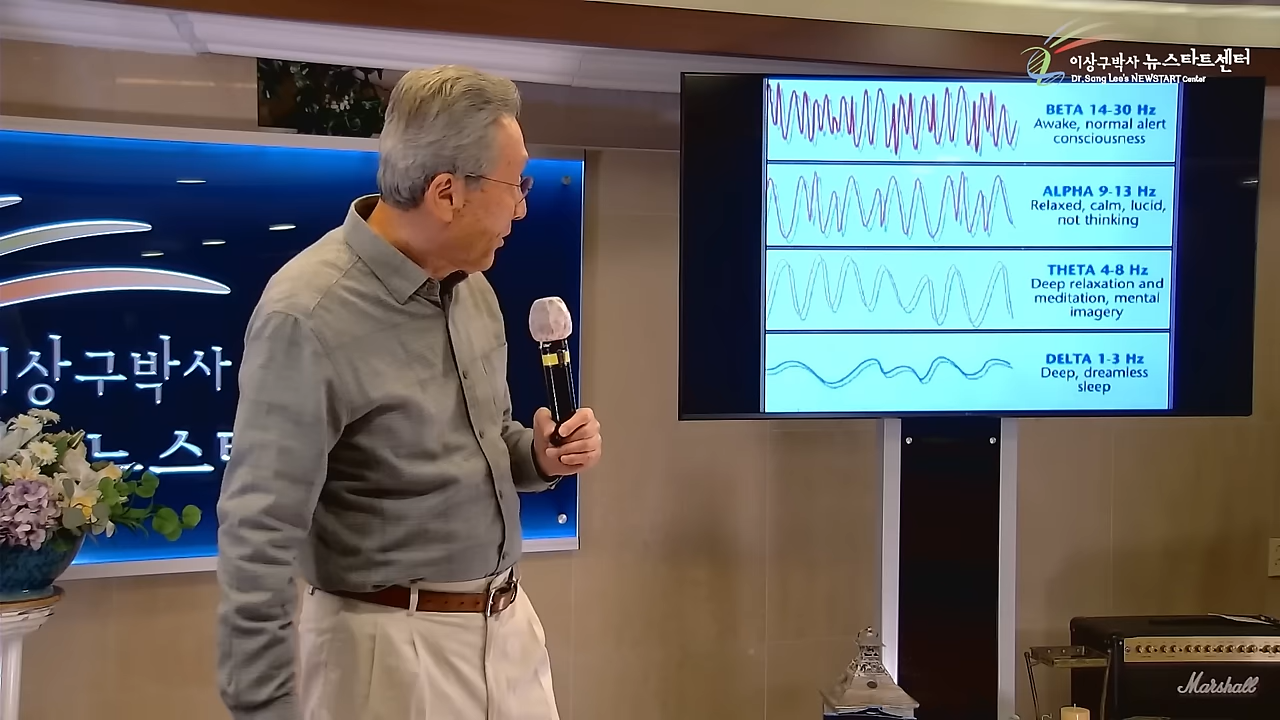 이상구박사 뉴스타트센터
Dr. Sang Lee's NEWSTART Center
BETA 14-30 Hz
Awake, normal alert
consciousness
ALPHA 9-13 Hz
Relaxed, calm, lucid,
not thinking
THETA 4-8 Hz
Deep relaxation and
meditation, mental
imagery
DELTA 1-3 Hz
Deep, dreamless
sleep
이상구박사
뉴스
Marshall